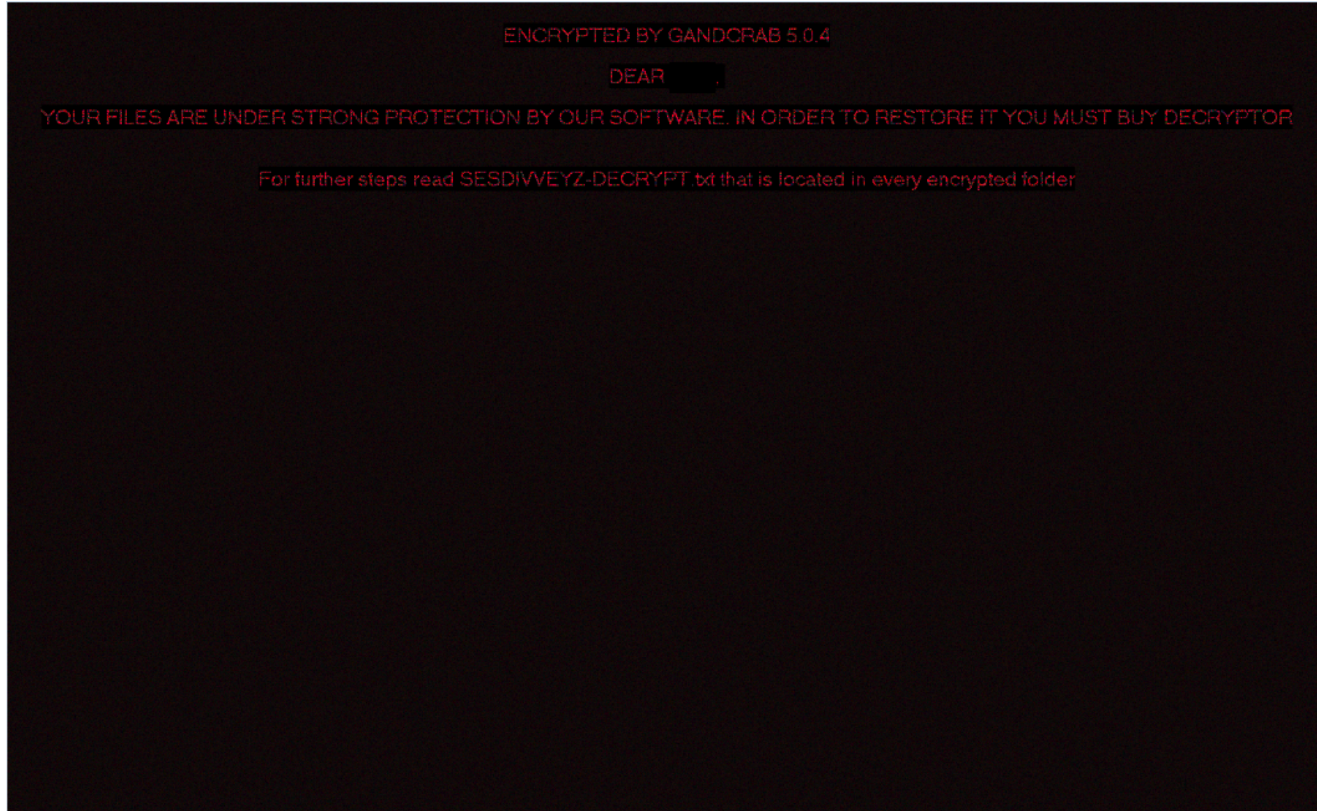 ENCRYPTED BY GANDCRAB 5.0.4
DEAR ,
YOUR FILES ARE UNDER STRONG PROTECTION BY OUR SOFTWARE. IN ORDER TO RESTORE IT YOU MUST BUY DECRYPTOR
For further steps read SESDIVVEYZ-DECRYPT.txt that is located in every encrypted folder